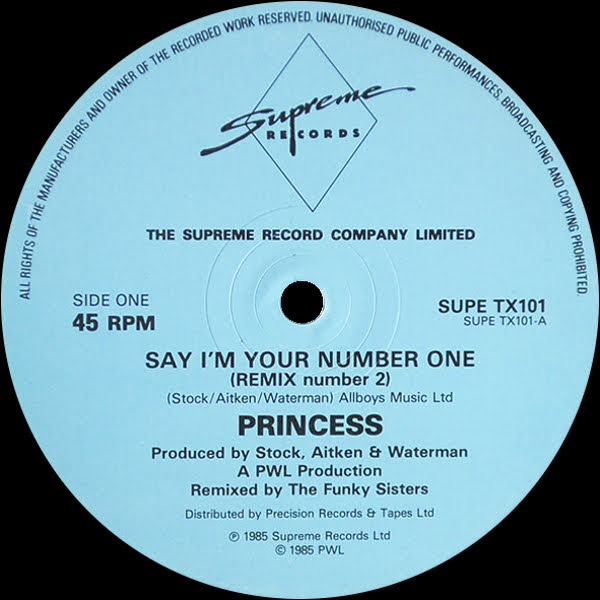 ALL RIGHTS OF THE MANUFACTURERS AND OWNER OF THE RECORDED WORK RESERVED. UNAUTHORISED PUBLIC PERFORMANCES, BROADCASTING AND COPYING PROHIBITED.
Supreme
RECORDS
THE SUPREME RECORD COMPANY LIMITED
SIDE ONE
45 RPM
SUPE TX101
SUPE TX101-A
SAY I'M YOUR NUMBER ONE
(REMIX number 2)
(Stock/Aitken/Waterman) Allboys Music Ltd
PRINCESS
Produced by Stock, Aitken & Waterman
A PWL Production
Remixed by The Funky Sisters
Distributed by Precision Records & Tapes Ltd
℗ 1985 Supreme Records Ltd
© 1985 PWL